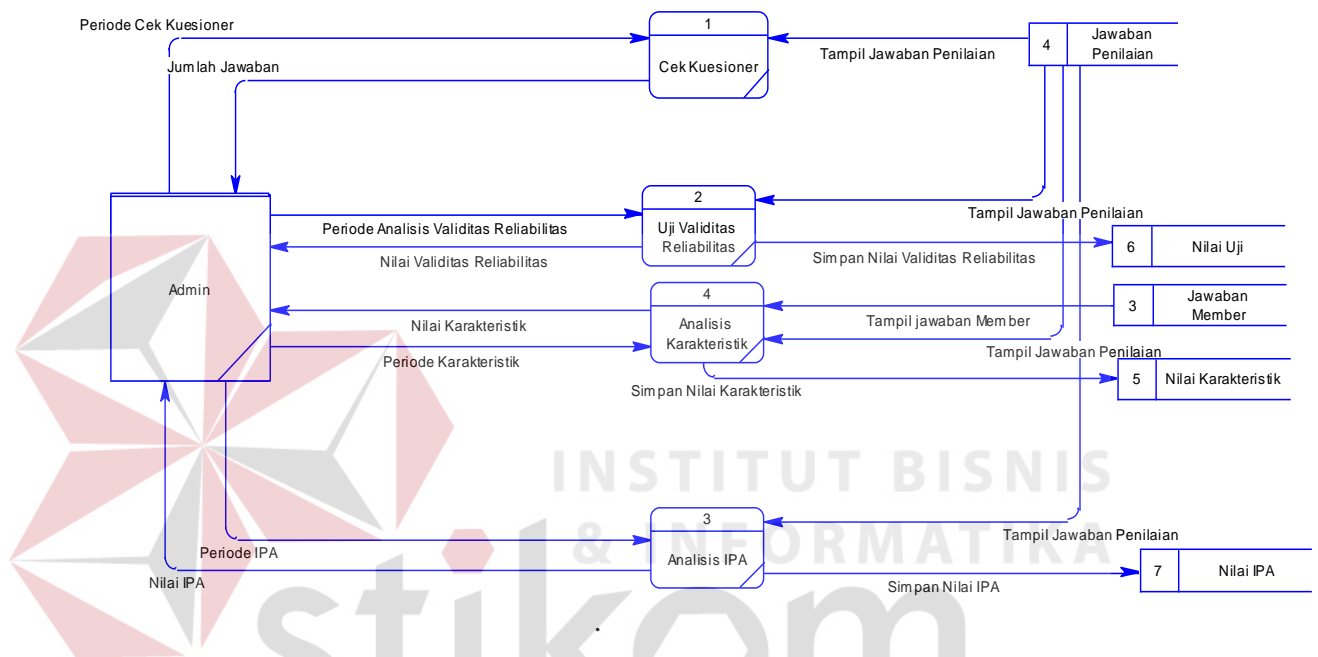 Periode Cek Kuesioner
1
Cek Kuesioner
Tampil Jawaban Penilaian
4
Jawaban
Penilaian
Jumlah Jawaban
2
Uji Validitas
Reliabilitas
Periode Analisis Validitas Reliabilitas
Nilai Validitas Reliabilitas
Tampil Jawaban Penilaian
Simpan Nilai Validitas Reliabilitas
6
Nilai Uji
Admin
4
Analisis
Karakteristik
Nilai Karakteristik
Periode Karakteristik
Tampil jawaban Member
3
Jawaban
Member
Tampil Jawaban Penilaian
Simpan Nilai Karakteristik
5
Nilai Karakteristik
INSTITUT BISNIS
& INFORMATIKA
3
Analisis IPA
Periode IPA
Nilai IPA
Tampil Jawaban Penilaian
Simpan Nilai IPA
7
Nilai IPA
stikom